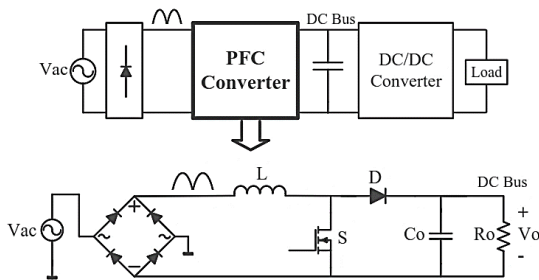 DC Bus
Vac
PFC
Converter
DC/DC
Converter
Load
L
D
DC Bus
Vac
+
~
~
−
S
Co
Ro
+
Vo
-